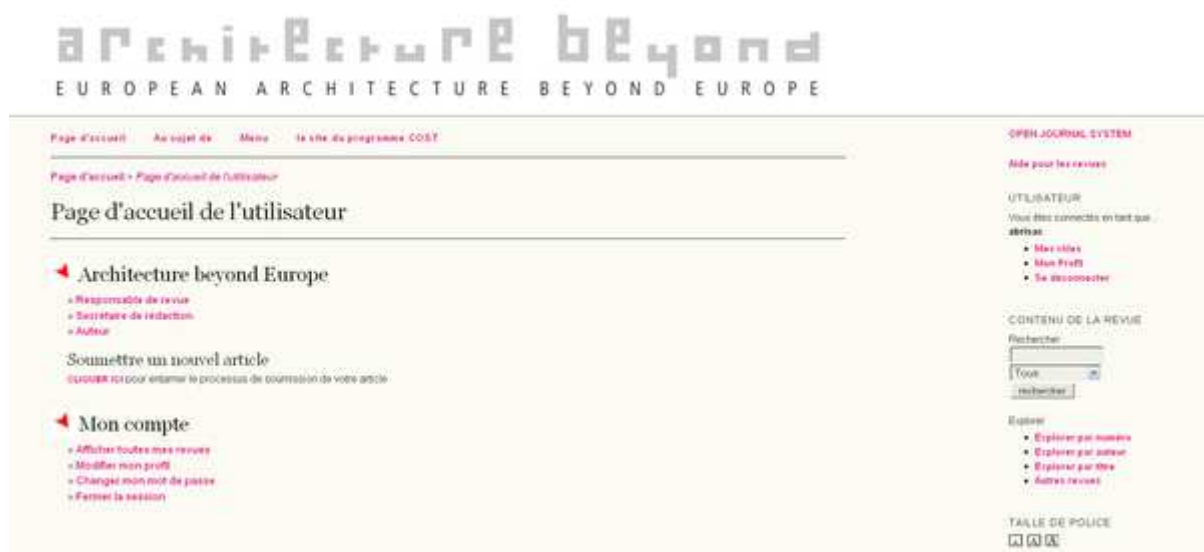 architecture beyond
EUROPEAN ARCHITECTURE BEYOND EUROPE
Page d'accueil Au sujet de Menu le site du programme COST
Page d'accueil > Page d'accueil de l'utilisateur
Page d'accueil de l'utilisateur
Architecture beyond Europe
» Responsable de revue
» Secrétaire de rédaction
» Auteur
Soumettre un nouvel article
CLIQUER ICI pour entamer le processus de soumission de votre article
Mon compte
» Afficher toutes mes revues
» Modifier mon profil
» Changer mon mot de passe
» Fermer la session
OPEN JOURNAL SYSTEM
Aide pour les revues
UTILISATEUR
Vous êtes connectés en tant que...
• Mon Profil
• Se déconnecter
CONTENU DE LA REVUE
Rechercher
Tous
rechercher
Explorer
• Explorer par numéro
• Explorer par auteur
• Explorer par titre
• Autres revues
TAILLE DE POLICE